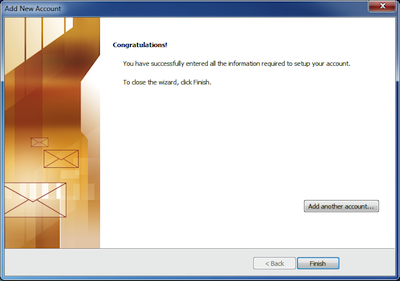 Add New Account
Congratulations!
You have successfully entered all the information required to setup your account.
To close the wizard, click Finish.
Add another account...
< Back
Finish